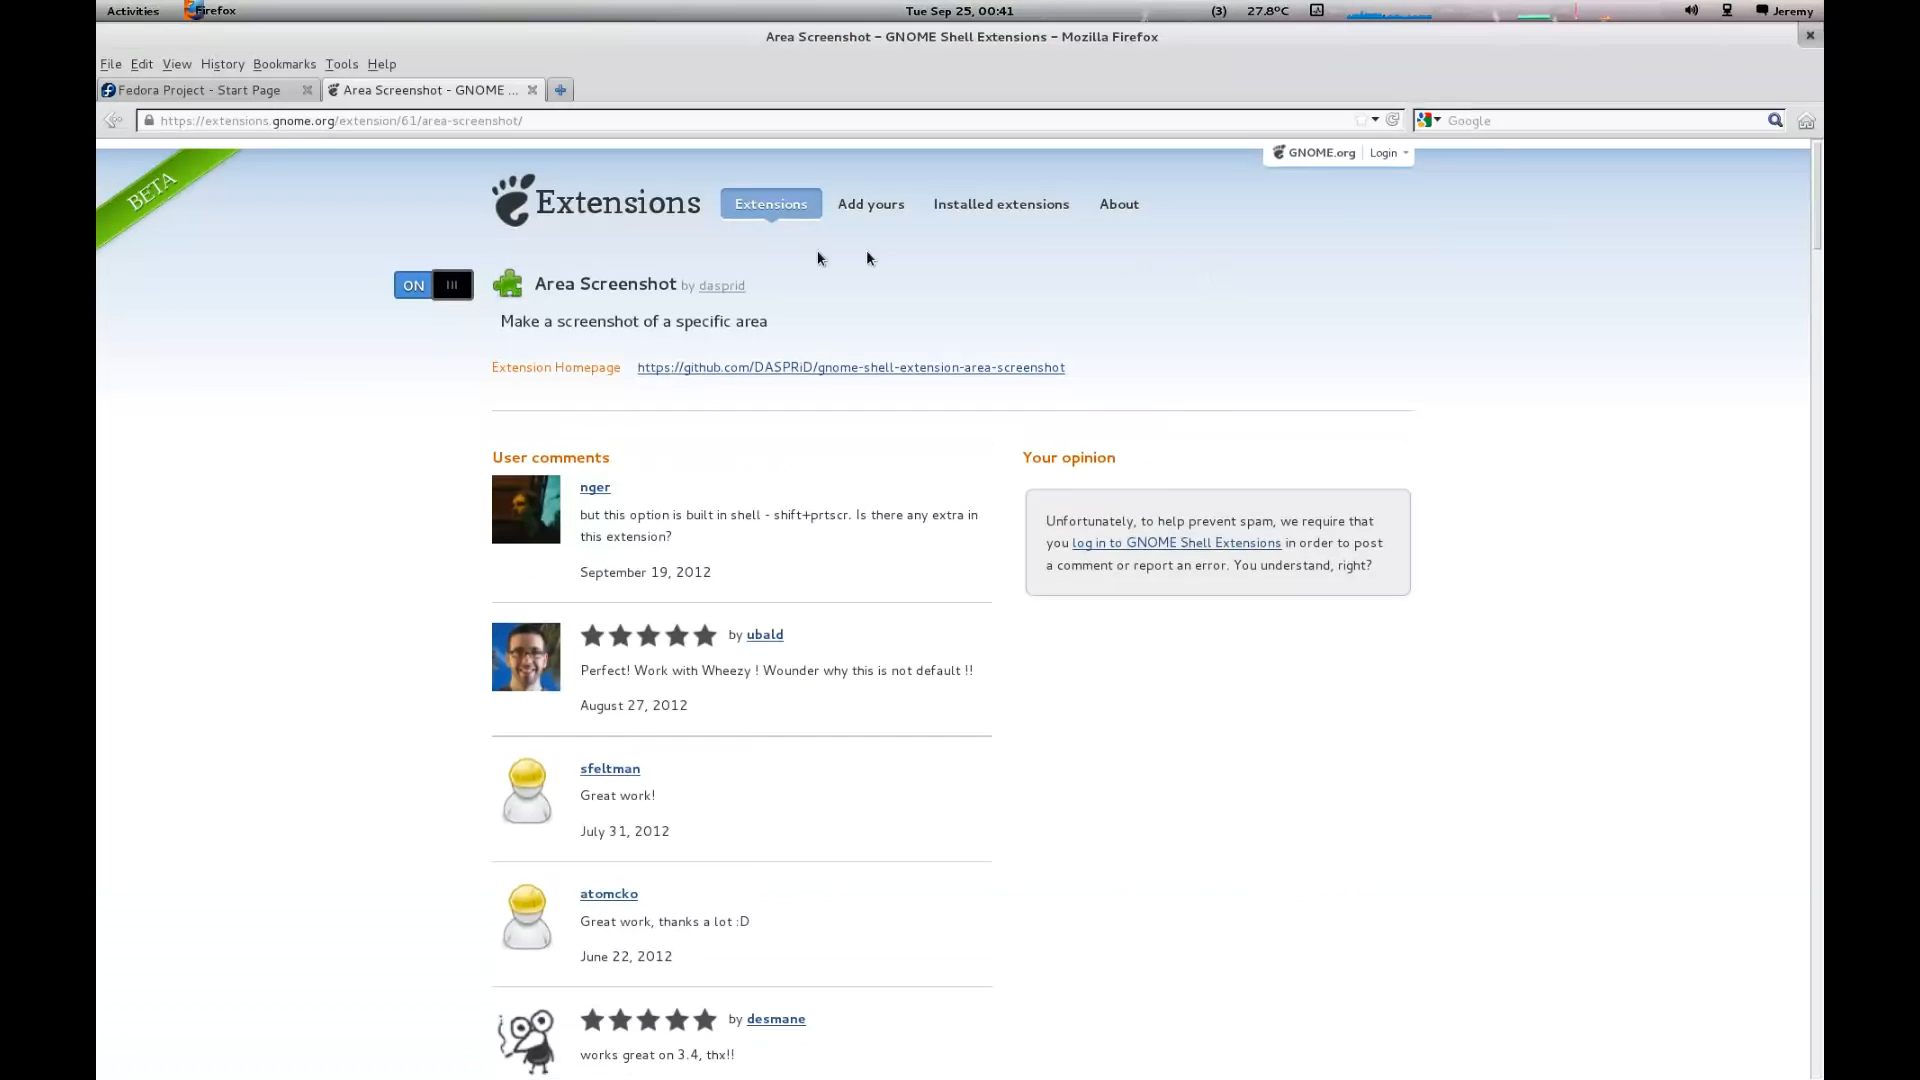 Activities Firefox Tue Sep 25, 00:41 (3) 27.8°C Jeremy
Area Screenshot - GNOME Shell Extensions - Mozilla Firefox
File Edit View History Bookmarks Tools Help
Fedora Project - Start Page Area Screenshot - GNOME ...
https://extensions.gnome.org/extension/61/area-screenshot/ Google
BETA
GNOME.org Login
Extensions Extensions Add yours Installed extensions About
ON Area Screenshot by dasprid
Make a screenshot of a specific area
Extension Homepage https://github.com/DASPRiD/gnome-shell-extension-area-screenshot
User comments
nger
but this option is built in shell - shift+prtscr. Is there any extra in
this extension?
September 19, 2012
by ubald
Perfect! Work with Wheezy ! Wounder why this is not default !!
August 27, 2012
sfeltman
Great work!
July 31, 2012
atomcko
Great work, thanks a lot :D
June 22, 2012
by desmane
works great on 3.4, thx!!
Your opinion
Unfortunately, to help prevent spam, we require that
you log in to GNOME Shell Extensions in order to post
a comment or report an error. You understand, right?